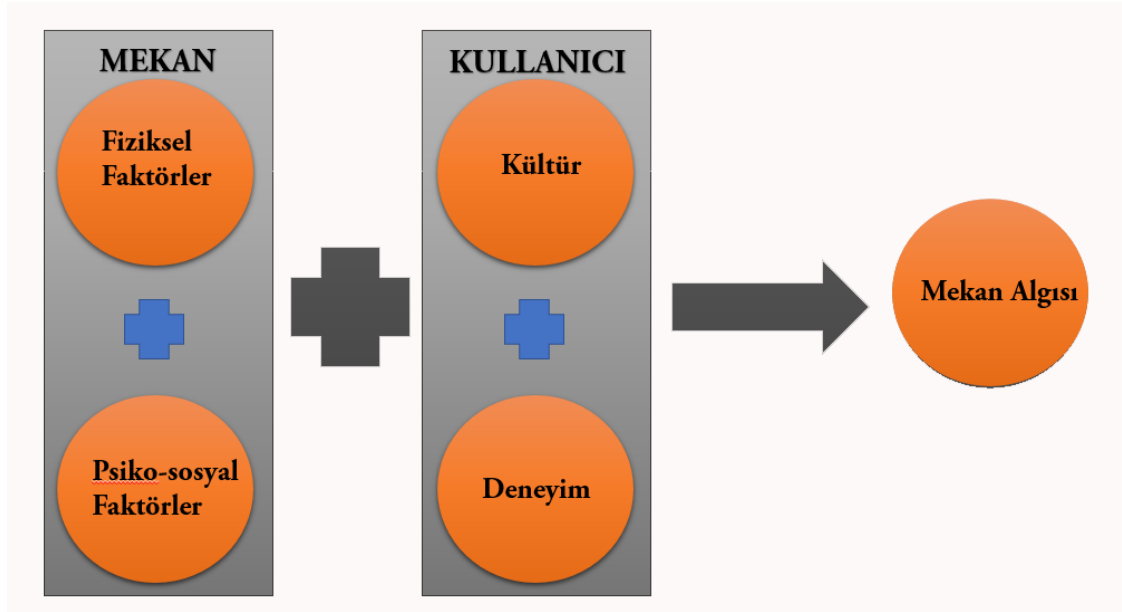 MEKAN
Fiziksel
Faktörler
Psiko-sosyal
Faktörler
KULLANICI
Kültür
Deneyim
Mekan Algısı